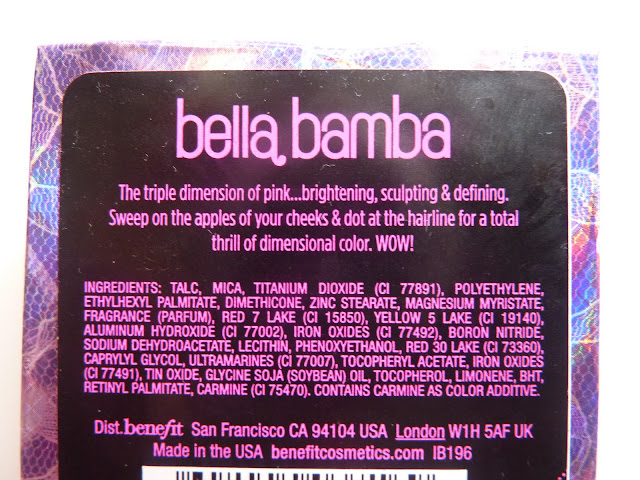 bella bamba
The triple dimension of pink...brightening, sculpting & defining.
Sweep on the apples of your cheeks & dot at the hairline for a total
thrill of dimensional color. WOW!
INGREDIENTS: TALC, MICA, TITANIUM DIOXIDE (CI 77891), POLYETHYLENE,
ETHYLHEXYL PALMITATE, DIMETHICONE, ZINC STEARATE, MAGNESIUM MYRISTATE,
FRAGRANCE (PARFUM), RED 7 LAKE (CI 15850), YELLOW 5 LAKE (CI 19140),
ALUMINUM HYDROXIDE (CI 77002), IRON OXIDES (CI 77492), BORON NITRIDE,
SODIUM DEHYDROACETATE, LECITHIN, PHENOXYETHANOL, RED 30 LAKE (CI 73360),
CAPRYLYL GLYCOL, ULTRAMARINES (CI 77007), TOCOPHERYL ACETATE, IRON OXIDES
(CI 77491), TIN OXIDE, GLYCINE SOJA (SOYBEAN) OIL, TOCOPHEROL, LIMONENE, BHT,
RETINYL PALMITATE, CARMINE (CI 75470). CONTAINS CARMINE AS COLOR ADDITIVE.
Dist. benefit San Francisco CA 94104 USA London W1H 5AF UK
Made in the USA benefitcosmetics.com IB196